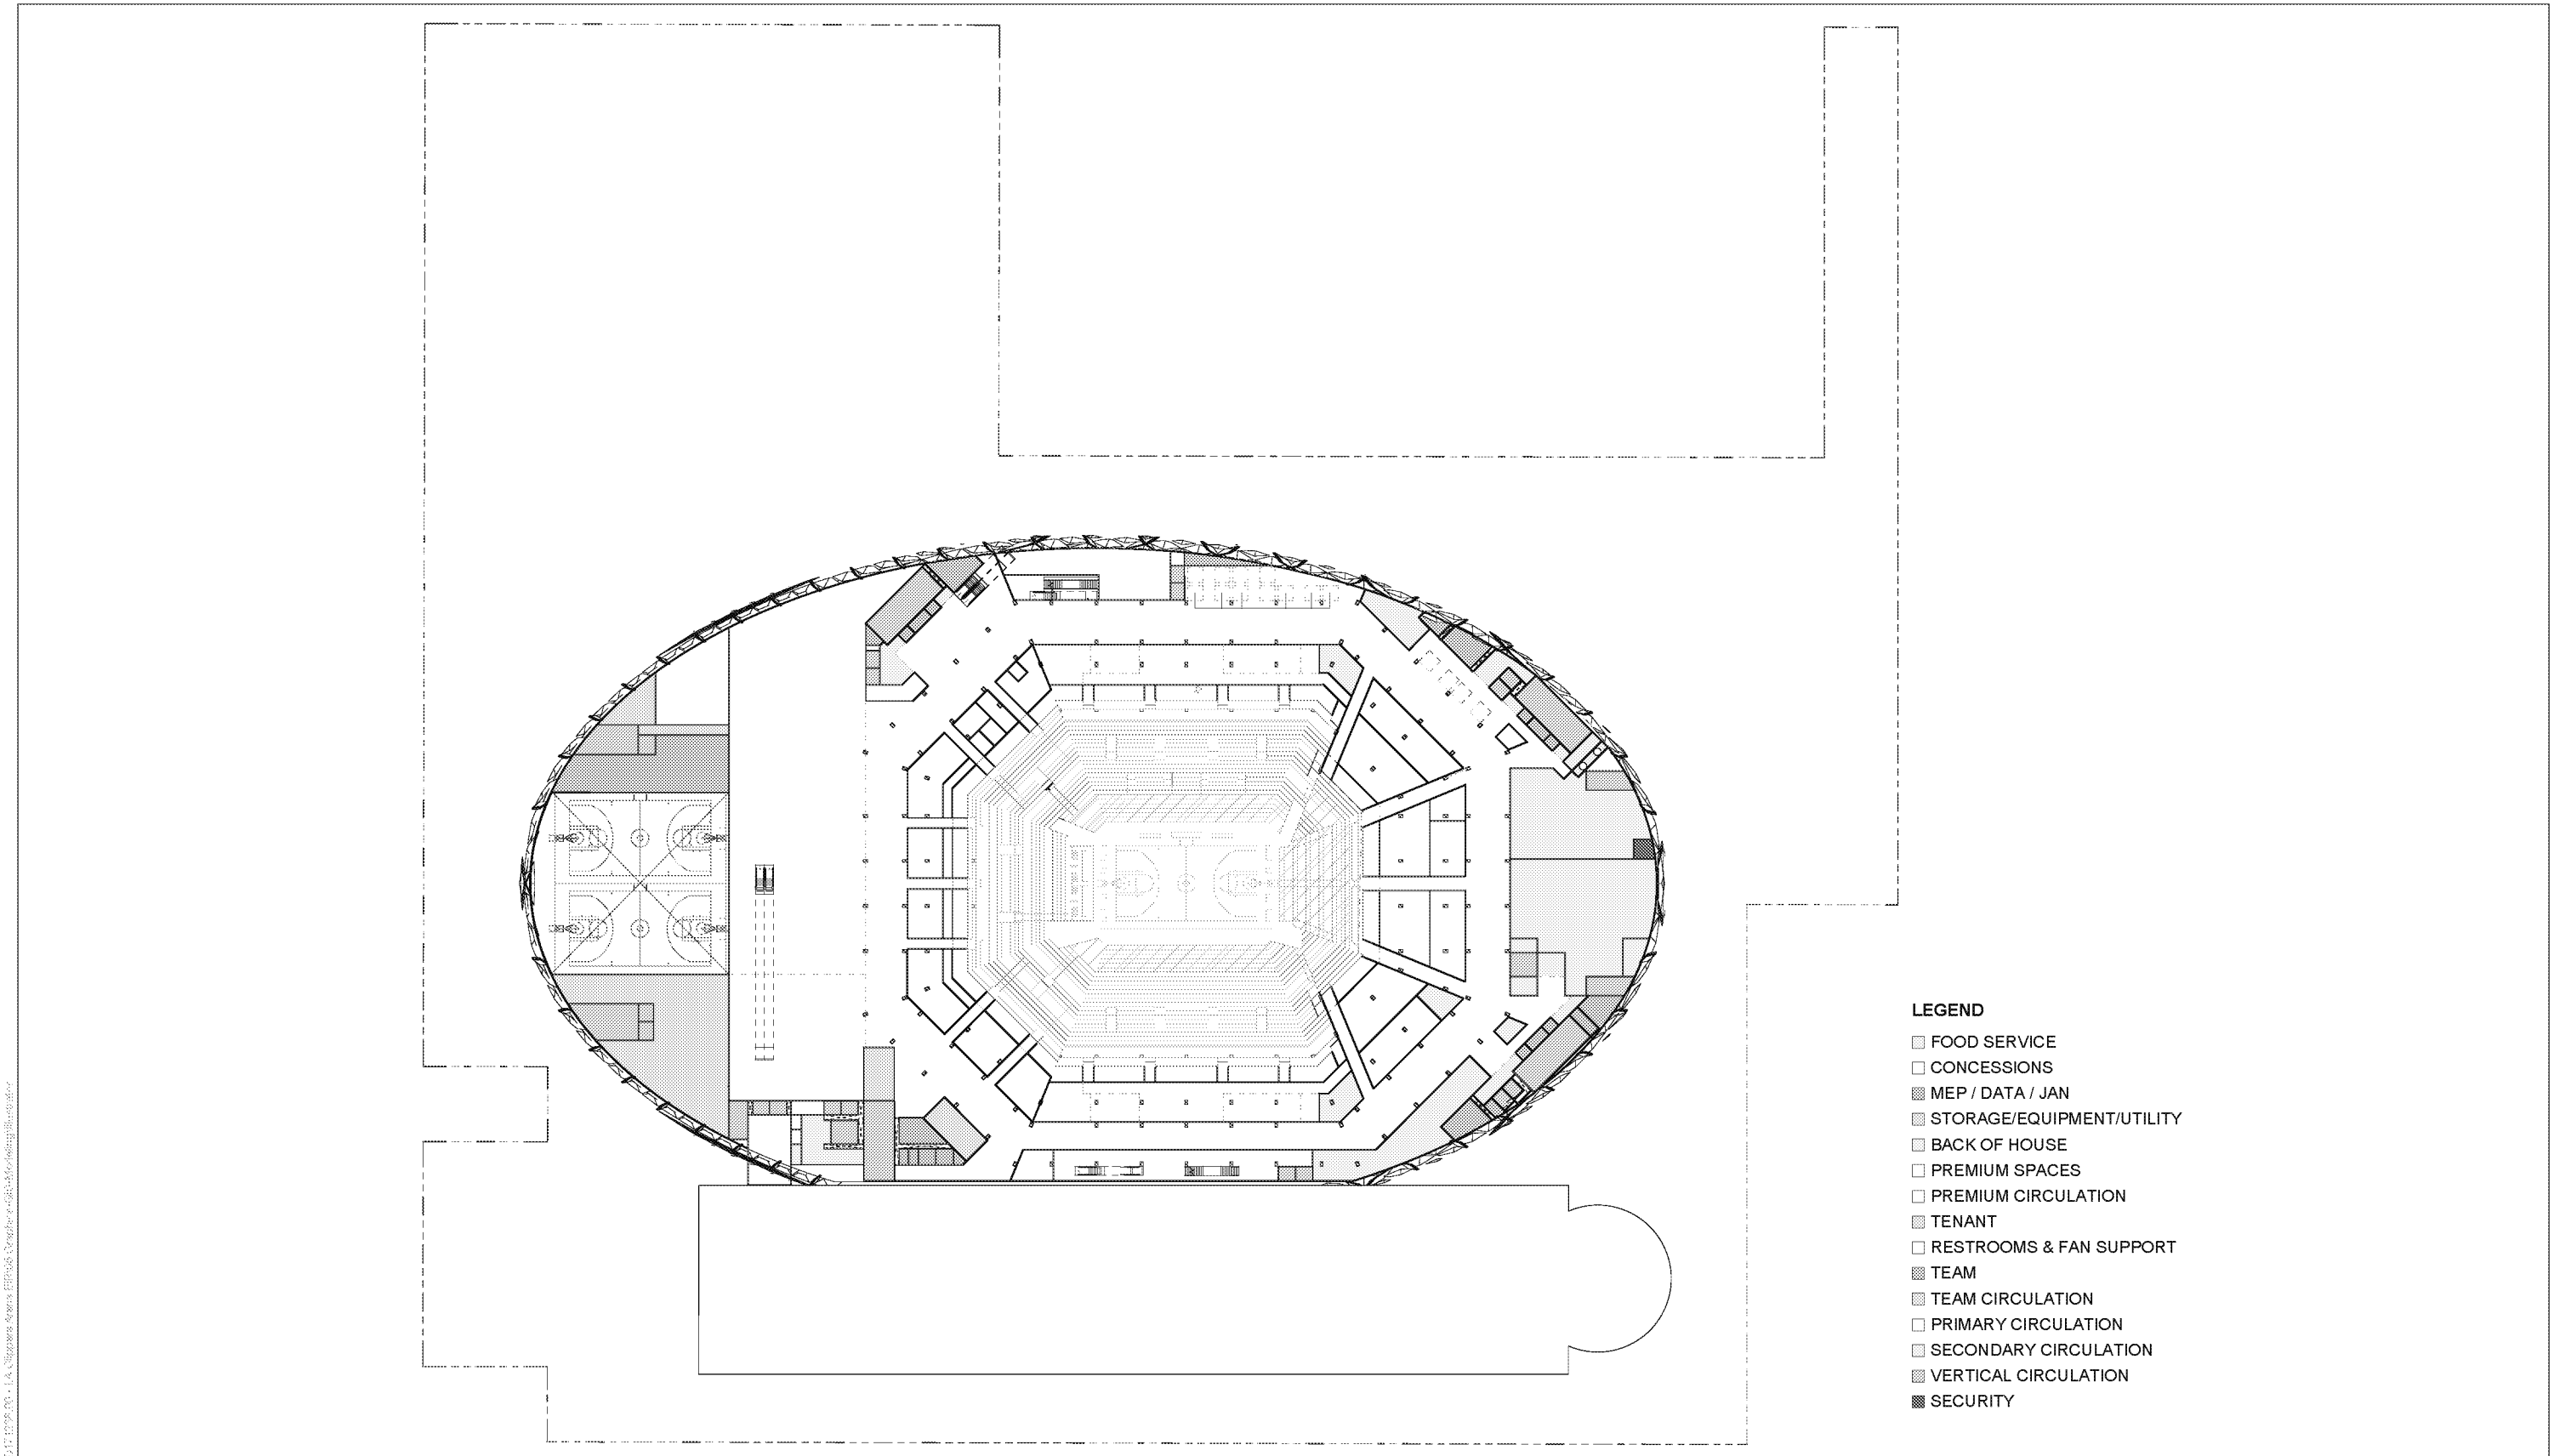 LEGEND
FOOD SERVICE
CONCESSIONS
MEP / DATA / JAN
STORAGE/EQUIPMENT/UTILITY
BACK OF HOUSE
PREMIUM SPACES
PREMIUM CIRCULATION
TENANT
RESTROOMS & FAN SUPPORT
TEAM
TEAM CIRCULATION
PRIMARY CIRCULATION
SECONDARY CIRCULATION
VERTICAL CIRCULATION
SECURITY